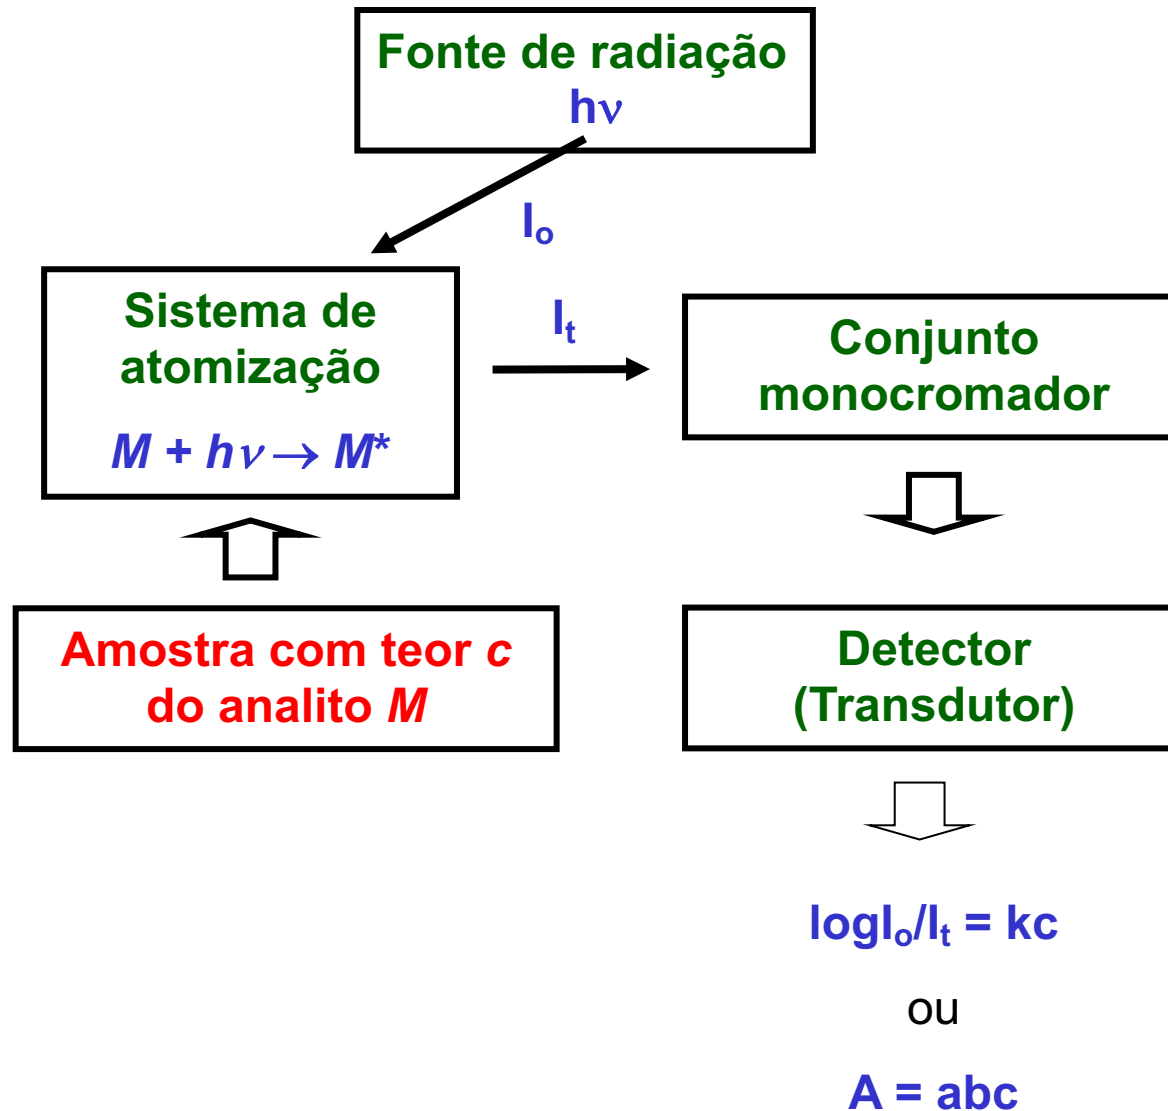 Fonte de radiação
hν
Iₒ
Sistema de
atomização
M + hν → M*
Iₜ
Conjunto
monocromador
Amostra com teor c
do analito M
Detector
(Transdutor)
logIₒ/Iₜ = kc
ou
A = abc